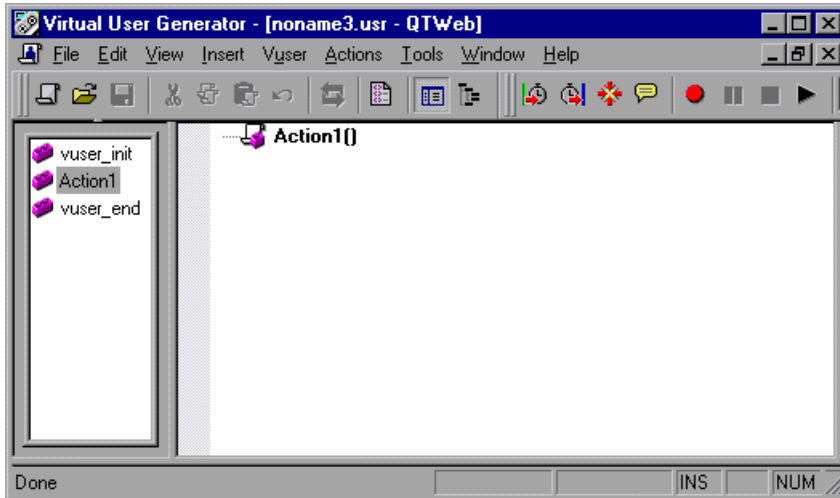 Virtual User Generator - [noname3.usr - QTWeb]
File Edit View Insert Vuser Actions Tools Window Help
Action1()
vuser_init
Action1
vuser_end
Done INS NUM